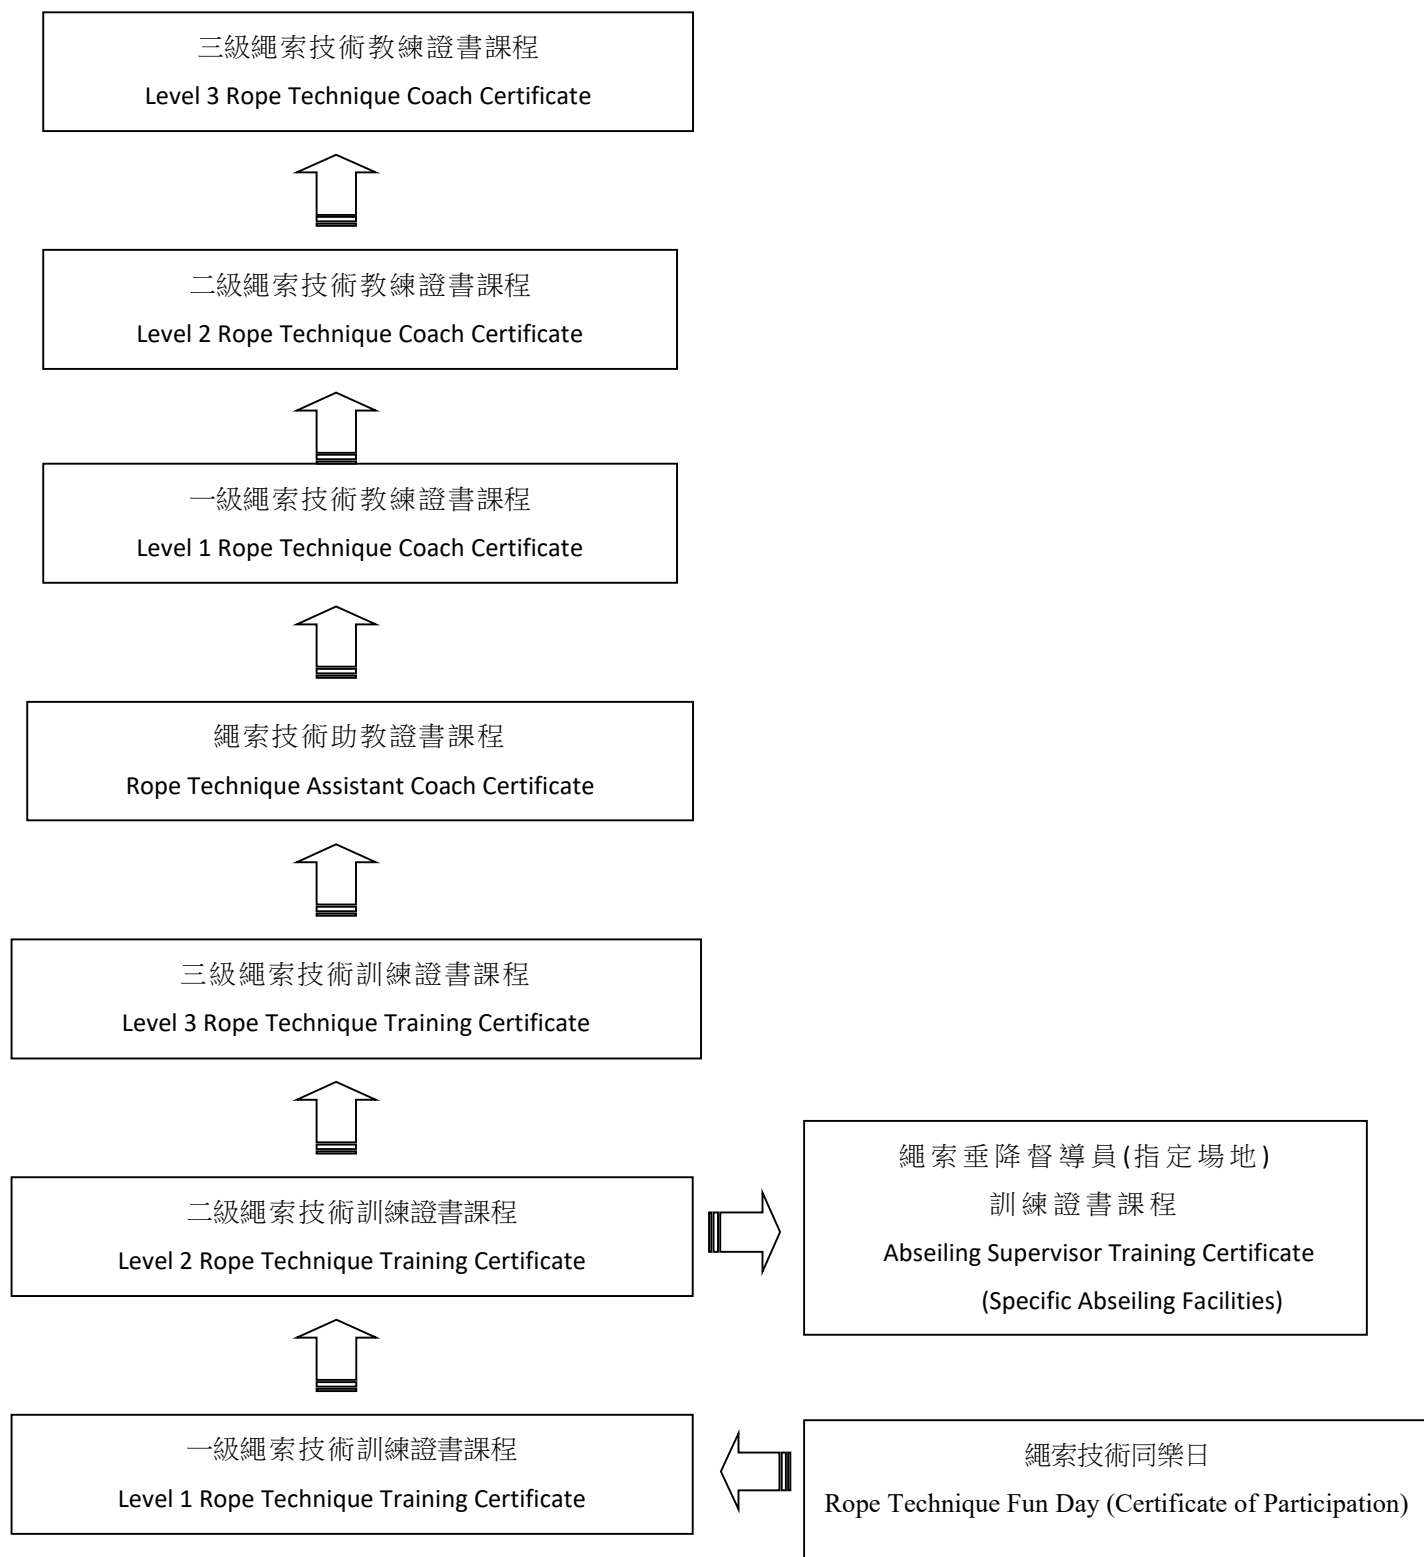 三級繩索技術教練證書課程
Level 3 Rope Technique Coach Certificate
二級繩索技術教練證書課程
Level 2 Rope Technique Coach Certificate
一級繩索技術教練證書課程
Level 1 Rope Technique Coach Certificate
繩索技術助教證書課程
Rope Technique Assistant Coach Certificate
三級繩索技術訓練證書課程
Level 3 Rope Technique Training Certificate
二級繩索技術訓練證書課程
Level 2 Rope Technique Training Certificate
繩索垂降督導員(指定場地)
訓練證書課程
Abseiling Supervisor Training Certificate
(Specific Abseiling Facilities)
一級繩索技術訓練證書課程
Level 1 Rope Technique Training Certificate
繩索技術同樂日
Rope Technique Fun Day (Certificate of Participation)